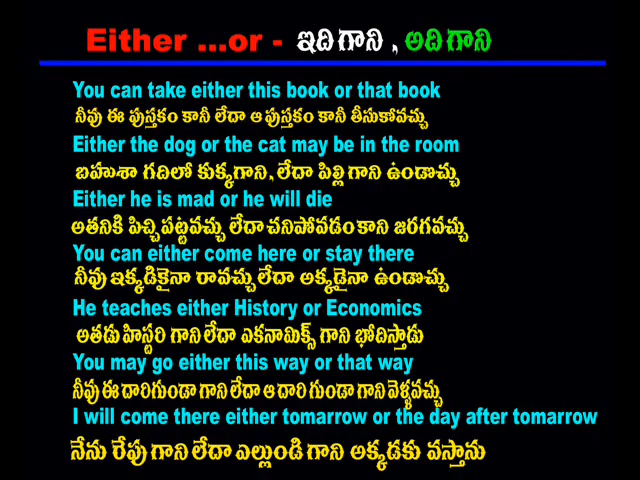 Either ...or - ఇదిగాని , అదిగాని
You can take either this book or that book
నీవు ఈ పుస్తకం కానీ లేదా ఆ పుస్తకం కానీ తీసుకోవచ్చు
Either the dog or the cat may be in the room
బహుశా గదిలో కుక్కగాని, లేదా పిల్లిగాని ఉండొచ్చు
Either he is mad or he will die
అతనికి పిచ్చిపట్టవచ్చు లేదా చనిపోవడం కాని జరగవచ్చు
You can either come here or stay there
నీవు ఇక్కడికైనా రావచ్చు లేదా అక్కడైనా ఉండొచ్చు
He teaches either History or Economics
అతడు హిస్టరి గాని లేదా ఎకనామిక్స్ గాని భోదిస్తాడు
You may go either this way or that way
నీవు ఈ దారిగుండా గాని లేదా ఆ దారి గుండా గాని వెళ్ళవచ్చు
I will come there either tomarrow or the day after tomarrow
నేను రేపు గాని లేదా ఎల్లుండి గాని అక్కడకు వస్తాను